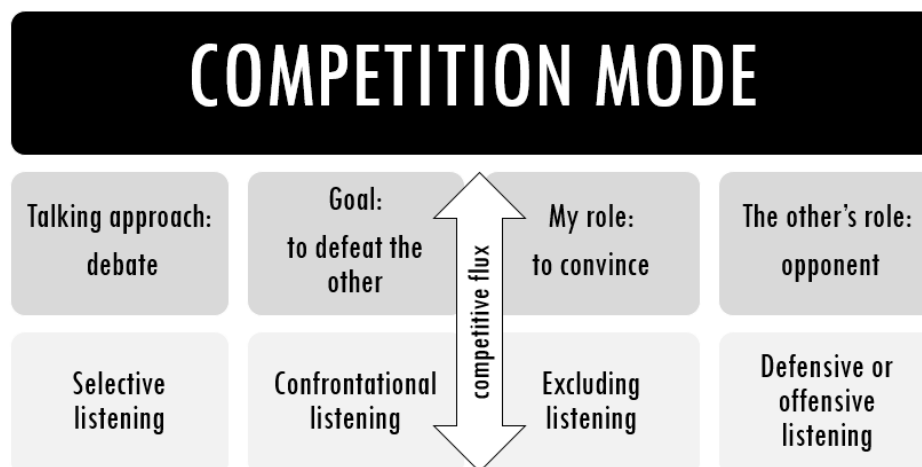 COMPETITION MODE
Talking approach:
debate
Goal:
to defeat the
other
My role:
to convince
The other's role:
opponent
competitive flux
Selective
listening
Confrontational
listening
Excluding
listening
Defensive or
offensive
listening